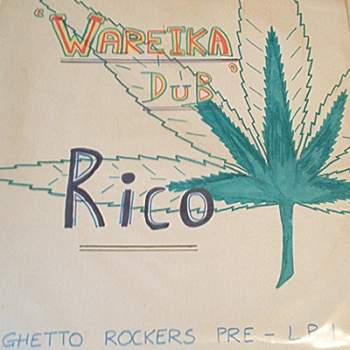 "WAREIKA
DUB"
Rico
GHETTO ROCKERS PRE - LP 1